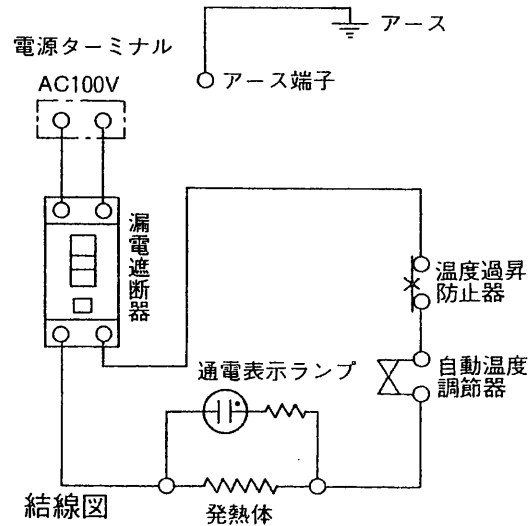 アース
電源ターミナル
アース端子
AC100V
漏電遮断器
温度過昇
防止器
自動温度
調節器
通電表示ランプ
発熱体
結線図